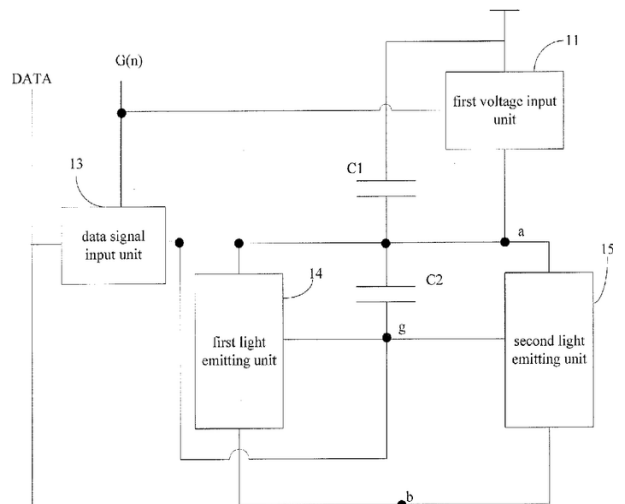 11
G(n)
DATA
first voltage input
unit
C1
13
a
data signal
input unit
15
14
C2
g
first light
emitting unit
second light
emitting unit
b